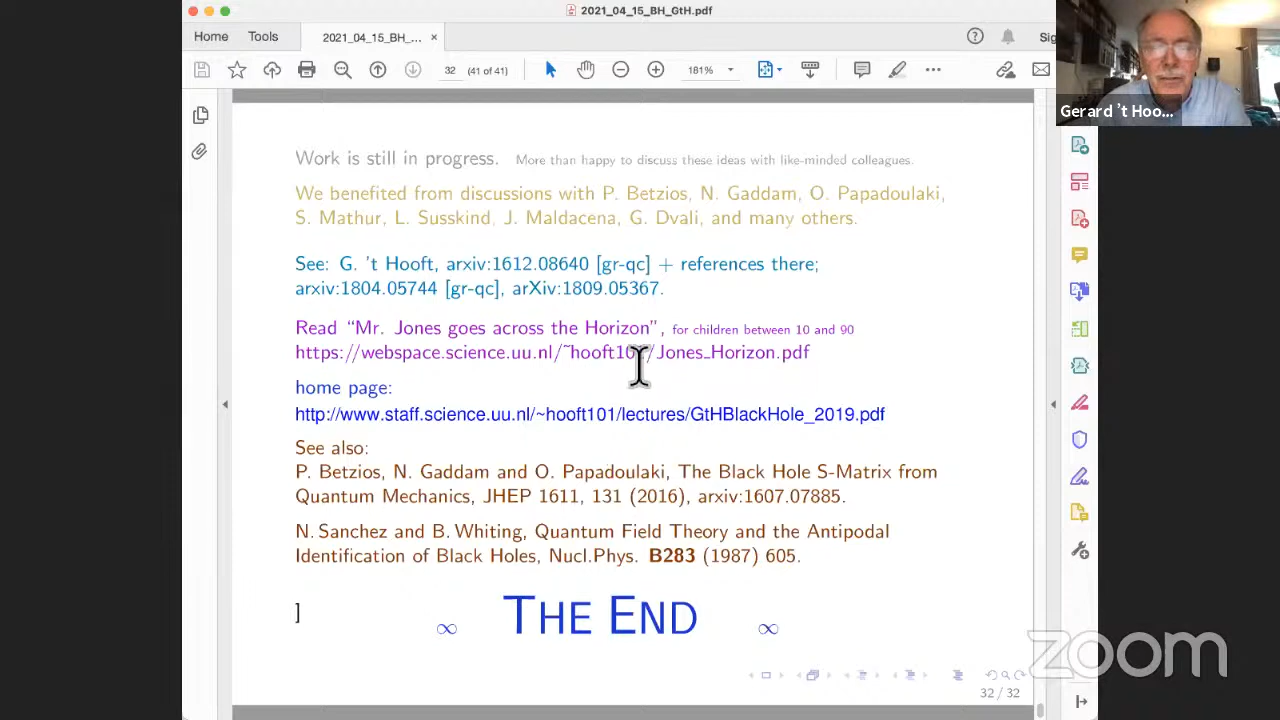 2021_04_15_BH_GtH.pdf
Home Tools 2021_04_15_BH_... × Sig
32 (41 of 41) 181%
Gerard 't Hoo...
Work is still in progress. More than happy to discuss these ideas with like-minded colleagues.
We benefited from discussions with P. Betzios, N. Gaddam, O. Papadoulaki,
S. Mathur, L. Susskind, J. Maldacena, G. Dvali, and many others.
See: G. 't Hooft, arxiv:1612.08640 [gr-qc] + references there;
arxiv:1804.05744 [gr-qc], arXiv:1809.05367.
Read “Mr. Jones goes across the Horizon”, for children between 10 and 90
https://webspace.science.uu.nl/~hooft10 /Jones_Horizon.pdf
home page:
http://www.staff.science.uu.nl/~hooft101/lectures/GtHBlackHole_2019.pdf
See also:
P. Betzios, N. Gaddam and O. Papadoulaki, The Black Hole S-Matrix from
Quantum Mechanics, JHEP 1611, 131 (2016), arxiv:1607.07885.
N. Sanchez and B. Whiting, Quantum Field Theory and the Antipodal
Identification of Black Holes, Nucl.Phys. B283 (1987) 605.
]
∞ THE END ∞
zoom
32 / 32